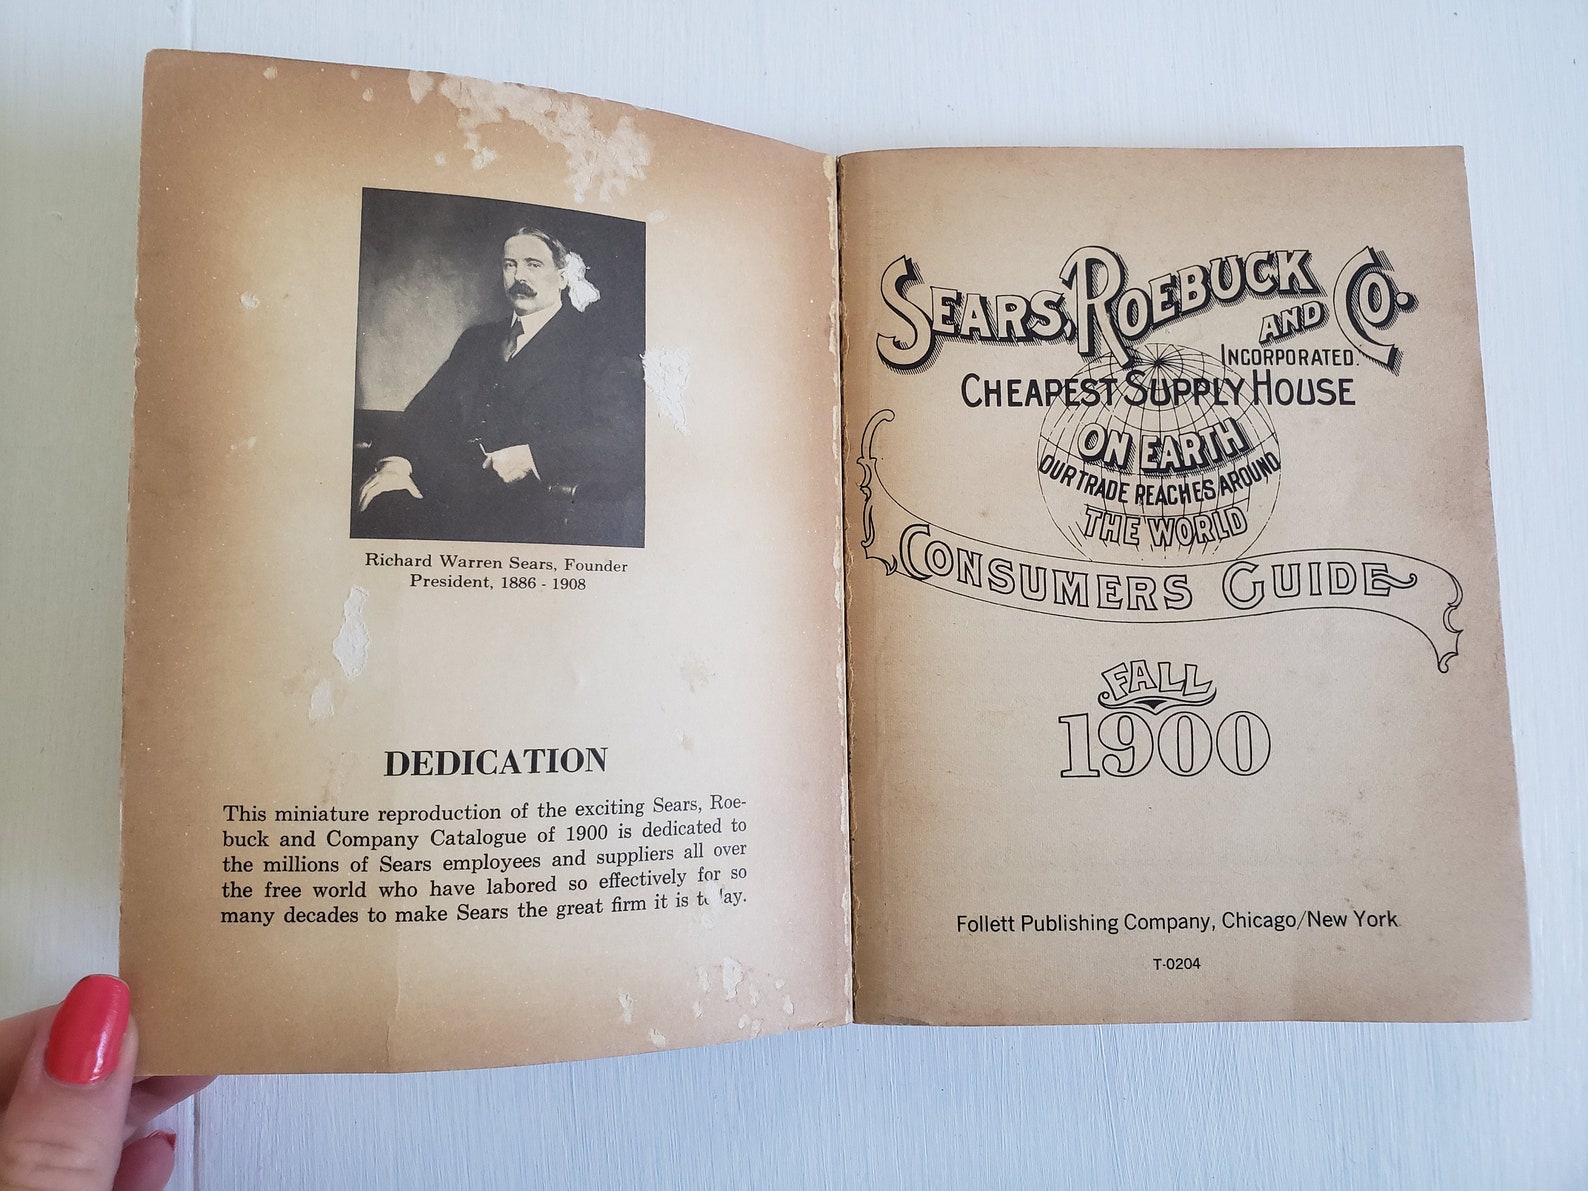 Richard Warren Sears, Founder
President, 1886 - 1908
DEDICATION
This miniature reproduction of the exciting Sears, Roe-
buck and Company Catalogue of 1900 is dedicated to
the millions of Sears employees and suppliers all over
the free world who have labored so effectively for so
many decades to make Sears the great firm it is today.
SEARS, ROEBUCK
AND CO.
INCORPORATED.
CHEAPEST SUPPLY HOUSE
ON EARTH
OUR TRADE REACHES AROUND
THE WORLD
CONSUMERS GUIDE
FALL
1900
Follett Publishing Company, Chicago/New York
T-0204